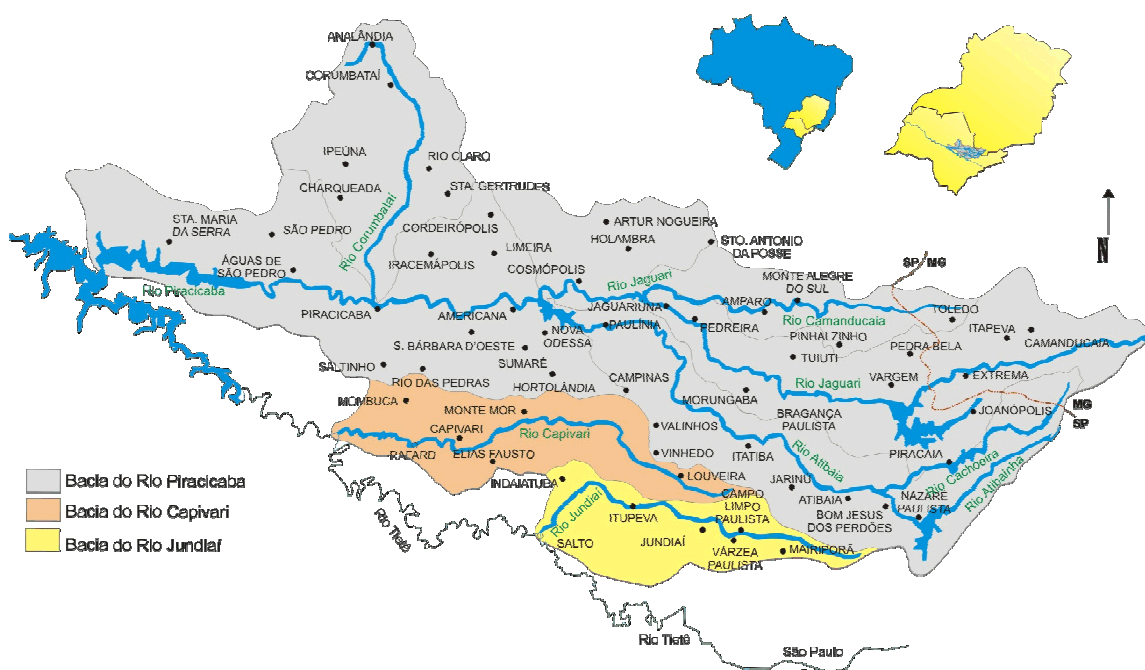 ANALÂNDIA
CORUMBATAÍ
IPEÚNA
RIO CLARO
CHARQUEADA
STA. GERTRUDES
STA. MARIA
DA SERRA
SÃO PEDRO
Rio Corumbataí
CORDEIRÓPOLIS
LIMEIRA
ARTUR NOGUEIRA
HOLAMBRA
STO. ANTONIO
DA POSSE
ÁGUAS DE
SÃO PEDRO
IRACEMÁPOLIS
COSMÓPOLIS
Rio Jaguari
MONTE ALEGRE
DO SUL
SP
MG
N
Rio Piracicaba
PIRACICABA
AMERICANA
JAGUARIUNA
AMPARO
Rio Camanducaia
TOLEDO
ITAPEVA
CAMANDUCAIA
NOVA
ODESSA
PAULÍNIA
PEDREIRA
PINHALZINHO
PEDRA BELA
S. BÁRBARA D'OESTE
SUMARÉ
TUIUTI
SALTINHO
RIO DAS PEDRAS
HORTOLÂNDIA
CAMPINAS
Rio Jaguari
VARGEM
EXTREMA
MOMBUCA
MONTE MOR
MORUNGABA
BRAGANÇA
PAULISTA
JOANÓPOLIS
MG
SP
CAPIVARI
Rio Capivari
VALINHOS
RAFARD
ELIAS FAUSTO
VINHEDO
ITATIBA
Rio Atibaia
PIRACAIA
Rio Cachoeira
Rio Atibainha
LOUVEIRA
JARINU
INDAIATUBA
CAMPO
LIMPO
PAULISTA
ATIBAIA
NAZARÉ
PAULISTA
BOM JESUS
DOS PERDÕES
Rio Jundiaí
ITUPEVA
SALTO
JUNDIAÍ
VÁRZEA
PAULISTA
MAIRIPORÃ
Bacia do Rio Piracicaba
Bacia do Rio Capivari
Bacia do Rio Jundiaí
Rio Tietê
Rio Tietê
São Paulo